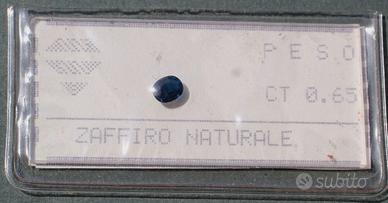 PESO
CT 0.65
ZAFFIRO NATURALE
subito